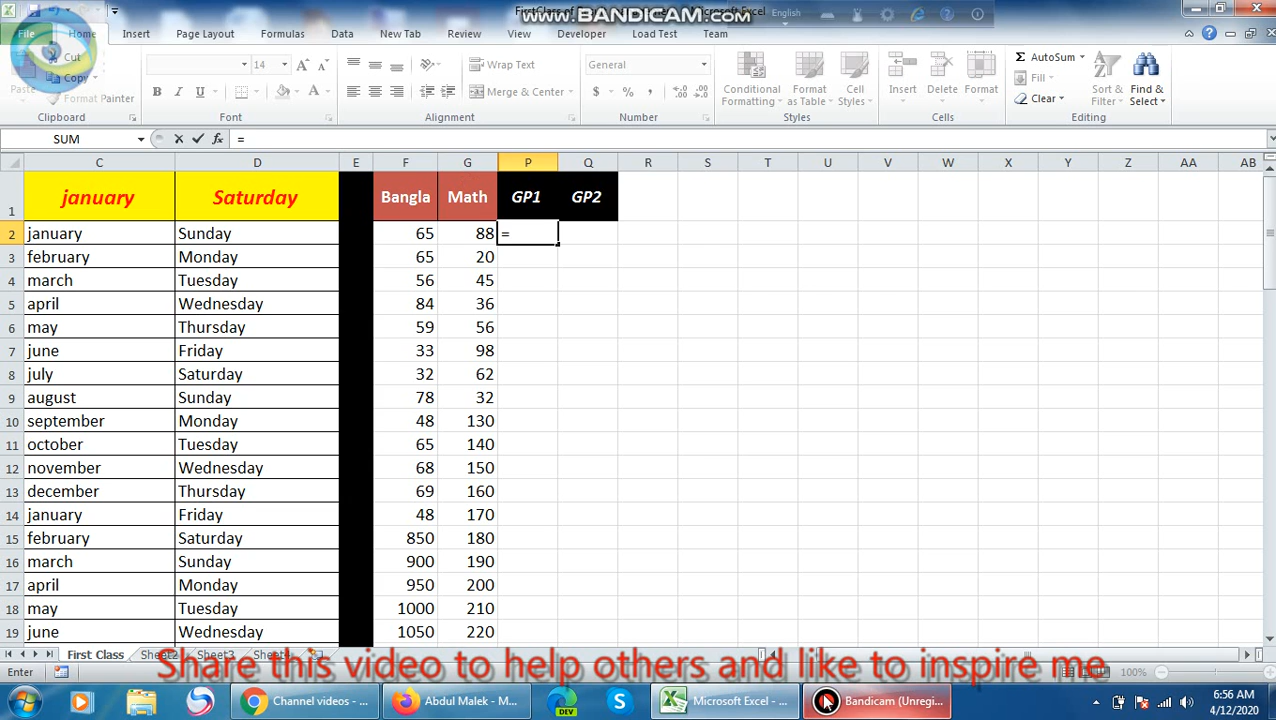 FirstClass of Microsoft Excel
www.BANDICAM.com
English
File Home Insert Page Layout Formulas Data New Tab Review View Developer Load Test Team
Cut
Copy
Paste Format Painter
14
Wrap Text
Merge & Center
General
Conditional Formatting
Format as Table
Cell Styles
Insert Delete Format
AutoSum
Fill
Clear
Sort & Filter
Find & Select
Clipboard Font Alignment Number Styles Cells Editing
SUM fx =
C D E F G P Q R S T U V W X Y Z AA AB
1 january Saturday Bangla Math GP1 GP2
2 january Sunday 65 88 =
3 february Monday 65 20
4 march Tuesday 56 45
5 april Wednesday 84 36
6 may Thursday 59 56
7 june Friday 33 98
8 july Saturday 32 62
9 august Sunday 78 32
10 september Monday 48 130
11 october Tuesday 65 140
12 november Wednesday 68 150
13 december Thursday 69 160
14 january Friday 48 170
15 february Saturday 850 180
16 march Sunday 900 190
17 april Monday 950 200
18 may Tuesday 1000 210
19 june Wednesday 1050 220
First Class Sheet2 Sheet3 Sheet4
Share this video to help others and like to inspire me
Enter 100%
Channel videos - ... Abdul Malek - M... DEV Microsoft Excel - ... Bandicam (Unregi...
6:56 AM
4/12/2020